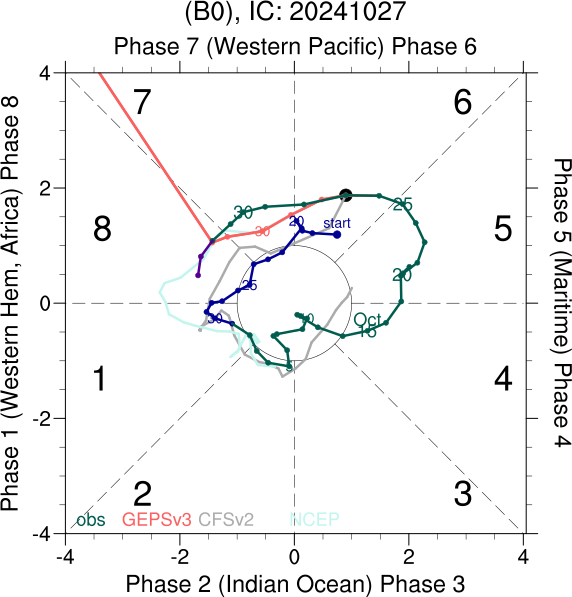 (B0), IC: 20241027
Phase 7 (Western Pacific) Phase 6
4
7
6
Phase 1 (Western Hem, Africa) Phase 8
Phase 5 (Maritime) Phase 4
2
30
25
start
20
30
8
5
25
20
0
30
Oct
15
5
1
4
-2
2
3
obs GEPSv3 CFSv2 NCEP
-4
-4 -2 0 2 4
Phase 2 (Indian Ocean) Phase 3